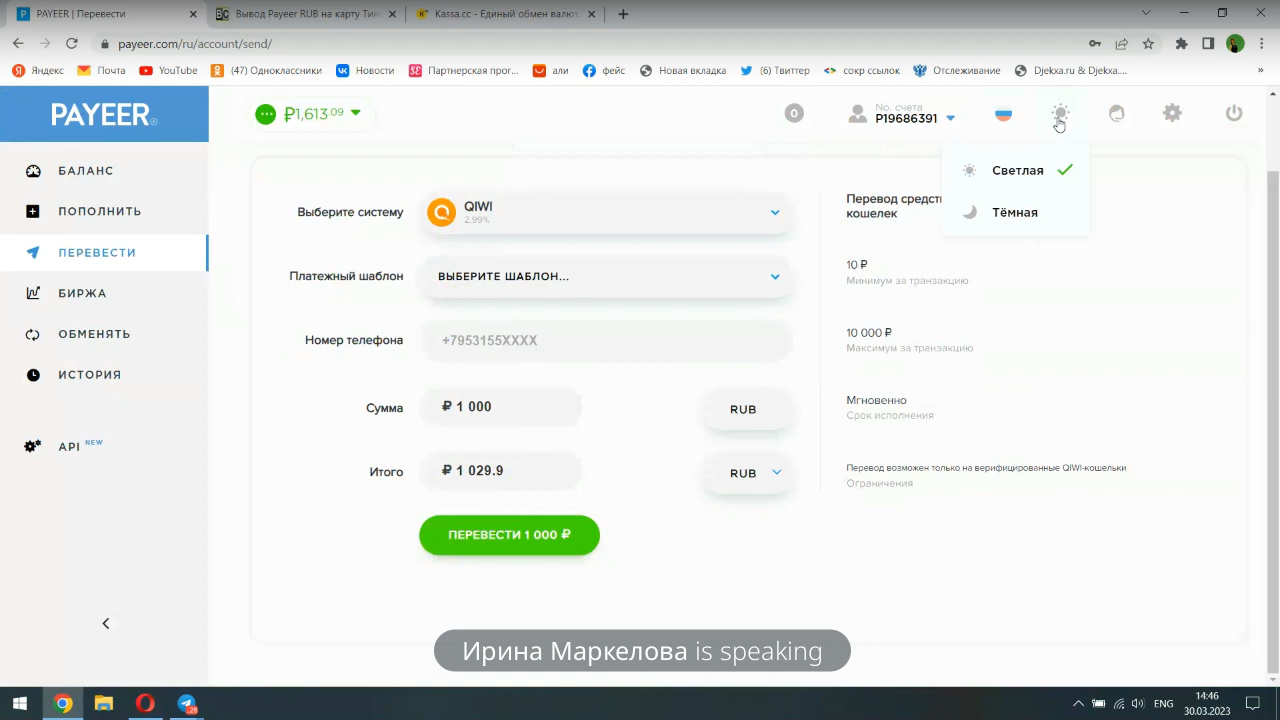 PAYEER | Переводы
Вывод Payeer RUB на карту Тин
Kassa.cc - Единый обмен валют
payeer.com/ru/account/send/
Яндекс
Почта
YouTube
(47) Одноклассники
Новости
Партнерская прог...
али
фейс
Новая вкладка
(6) Твиттер
сокр ссылок
Отслеживание
Djekxa.ru & Djekxa....
»
PAYEER®
₽1,613.09
0
No. счета
P19686391
Светлая
Тёмная
БАЛАНС
ПОПОЛНИТЬ
ПЕРЕВЕСТИ
БИРЖА
ОБМЕНЯТЬ
ИСТОРИЯ
API NEW
Выберите систему
QIWI
2.99%
Платежный шаблон
ВЫБЕРИТЕ ШАБЛОН...
Номер телефона
+7953155XXXX
Сумма
₽ 1 000
RUB
Итого
₽ 1 029.9
RUB
ПЕРЕВЕСТИ 1 000 ₽
Перевод средст
кошелек
10 ₽
Минимум за транзакцию
10 000 ₽
Максимум за транзакцию
Мгновенно
Срок исполнения
Перевод возможен только на верифицированные QIWI-кошельки
Ограничения
Ирина Маркелова is speaking
28
ENG
14:46
30.03.2023